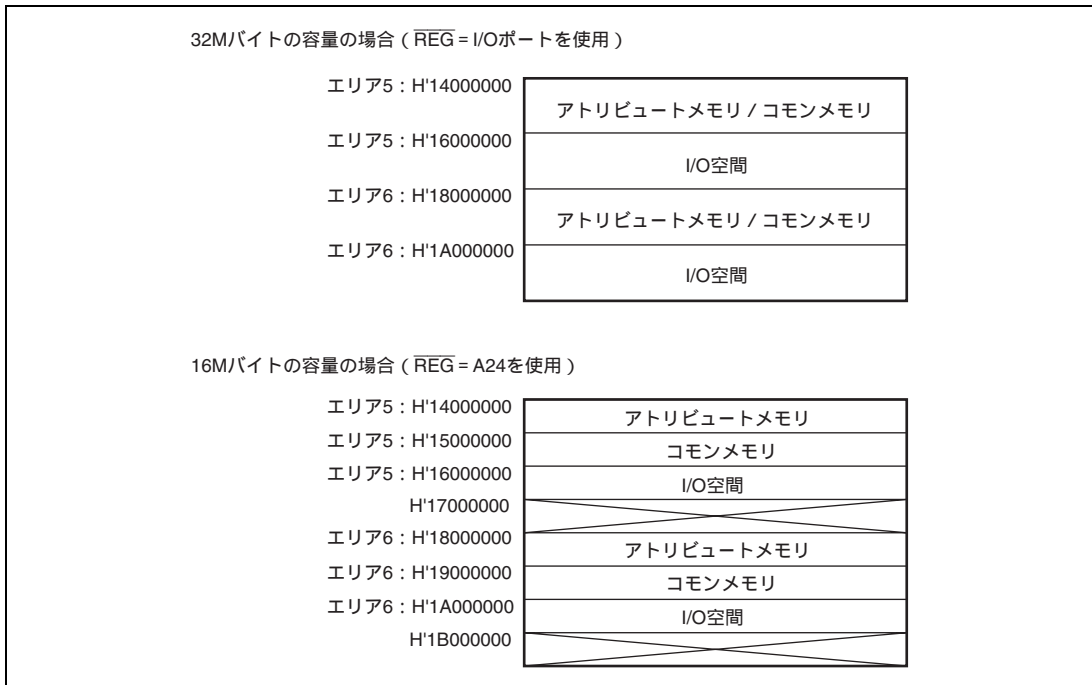 32Mバイトの容量の場合（REG = I/Oポートを使用）
エリア5：H'14000000
アトリビュートメモリ / コモンメモリ
エリア5：H'16000000
I/O空間
エリア6：H'18000000
アトリビュートメモリ / コモンメモリ
エリア6：H'1A000000
I/O空間
16Mバイトの容量の場合（REG = A24を使用）
エリア5：H'14000000
アトリビュートメモリ
エリア5：H'15000000
コモンメモリ
エリア5：H'16000000
I/O空間
H'17000000
エリア6：H'18000000
アトリビュートメモリ
エリア6：H'19000000
コモンメモリ
エリア6：H'1A000000
I/O空間
H'1B000000